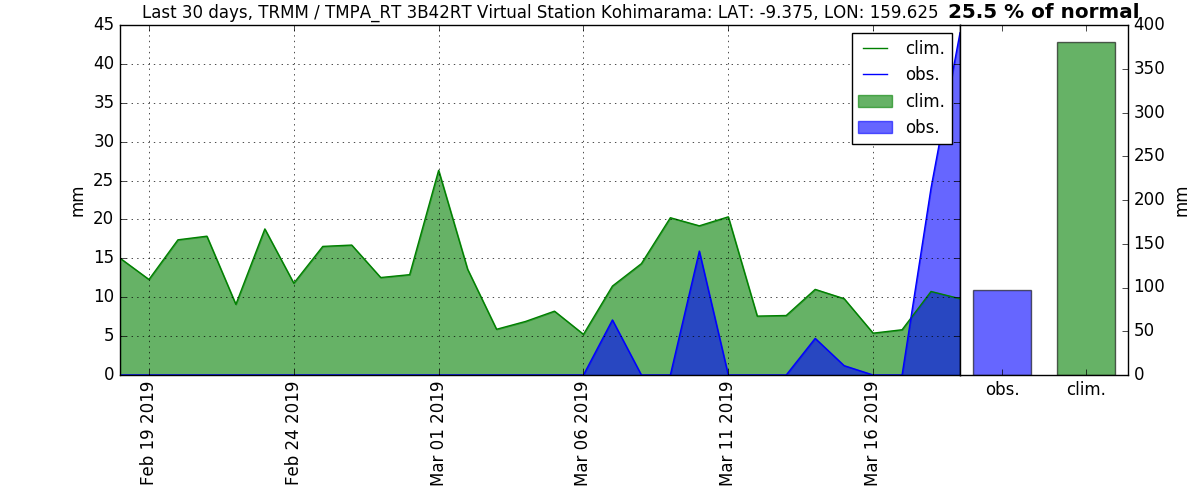 Last 30 days, TRMM / TMPA_RT 3B42RT Virtual Station Kohimarama: LAT: -9.375, LON: 159.625
25.5 % of normal
mm
45
40
35
30
25
20
15
10
5
0
clim.
obs.
clim.
obs.
Feb 19 2019
Feb 24 2019
Mar 01 2019
Mar 06 2019
Mar 11 2019
Mar 16 2019
400
350
300
250
200
150
100
50
0
mm
obs.
clim.